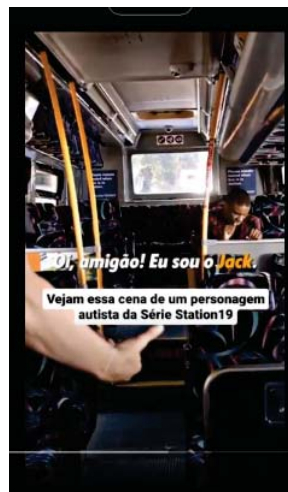 Oi, amigão! Eu sou o Jack.
Vejam essa cena de um personagem
autista da Série Station19